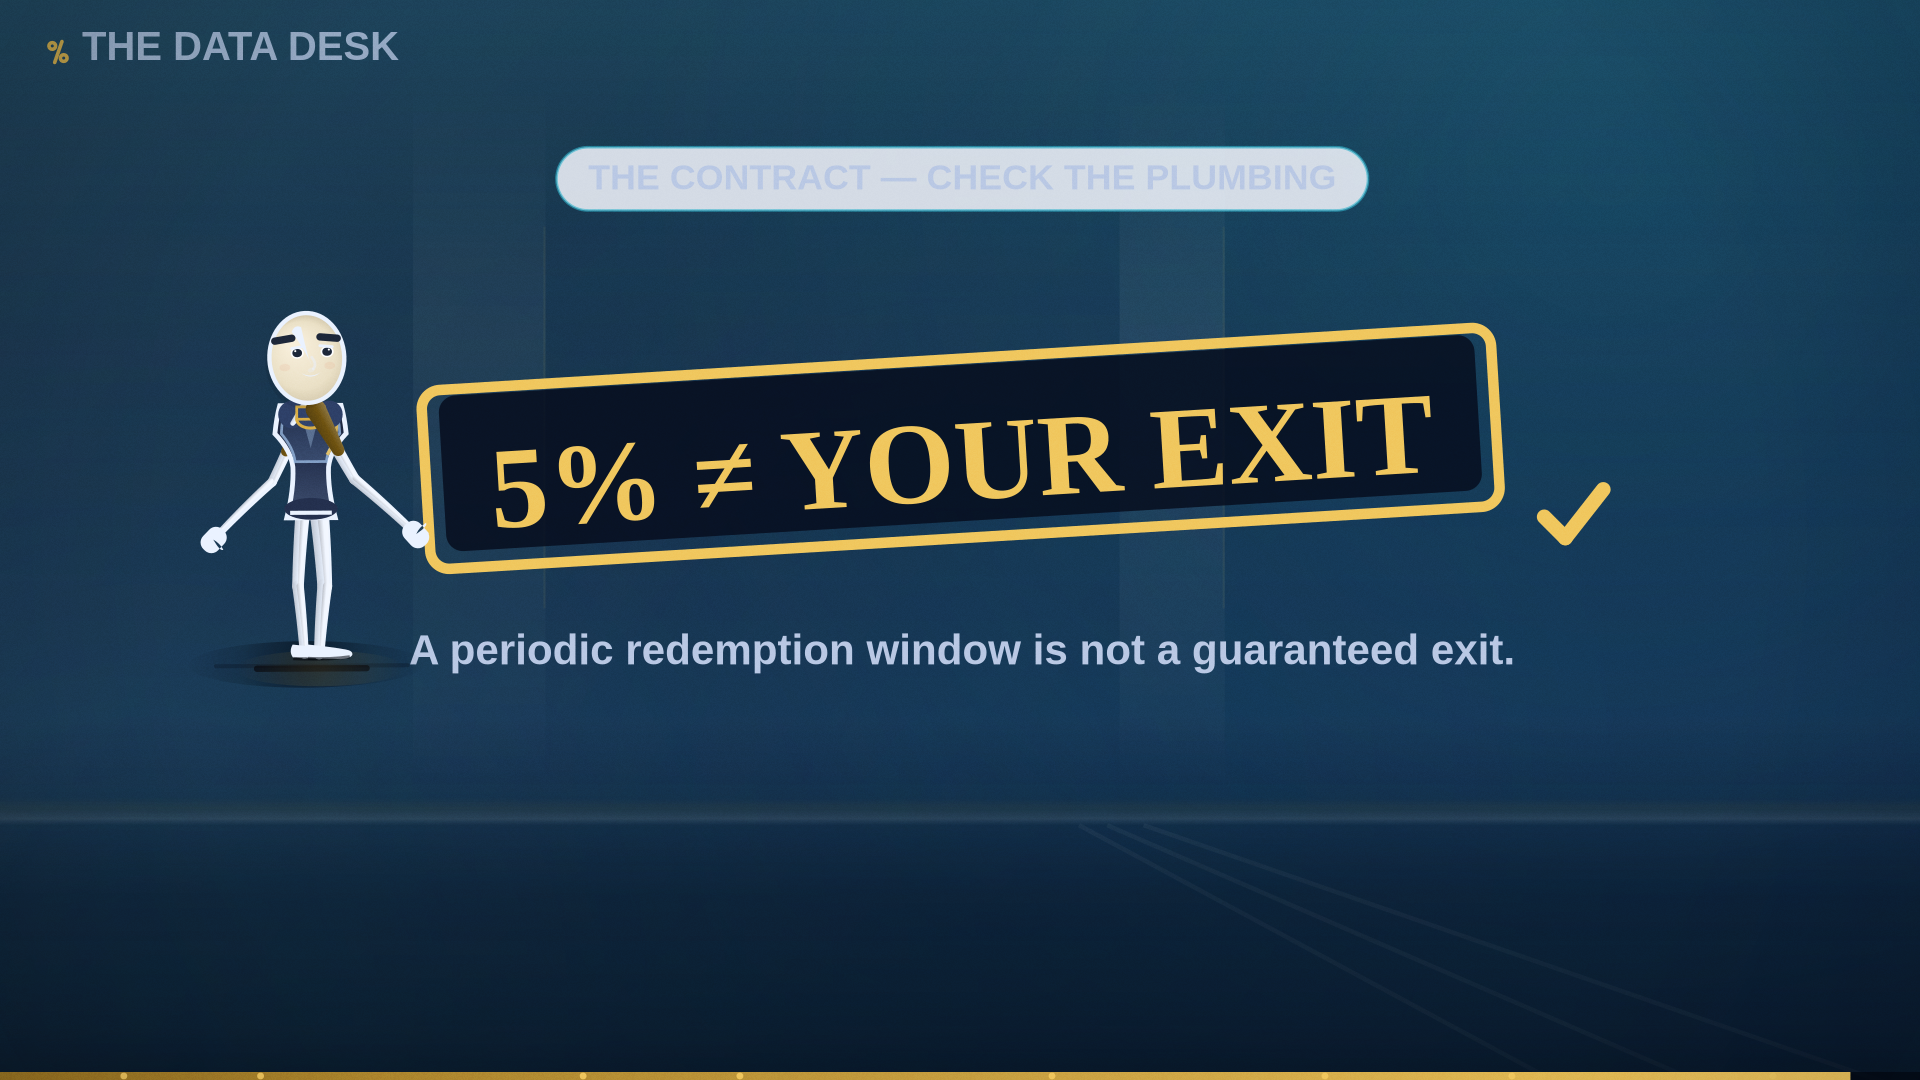 % THE DATA DESK
THE CONTRACT — CHECK THE PLUMBING
5% ≠ YOUR EXIT
A periodic redemption window is not a guaranteed exit.